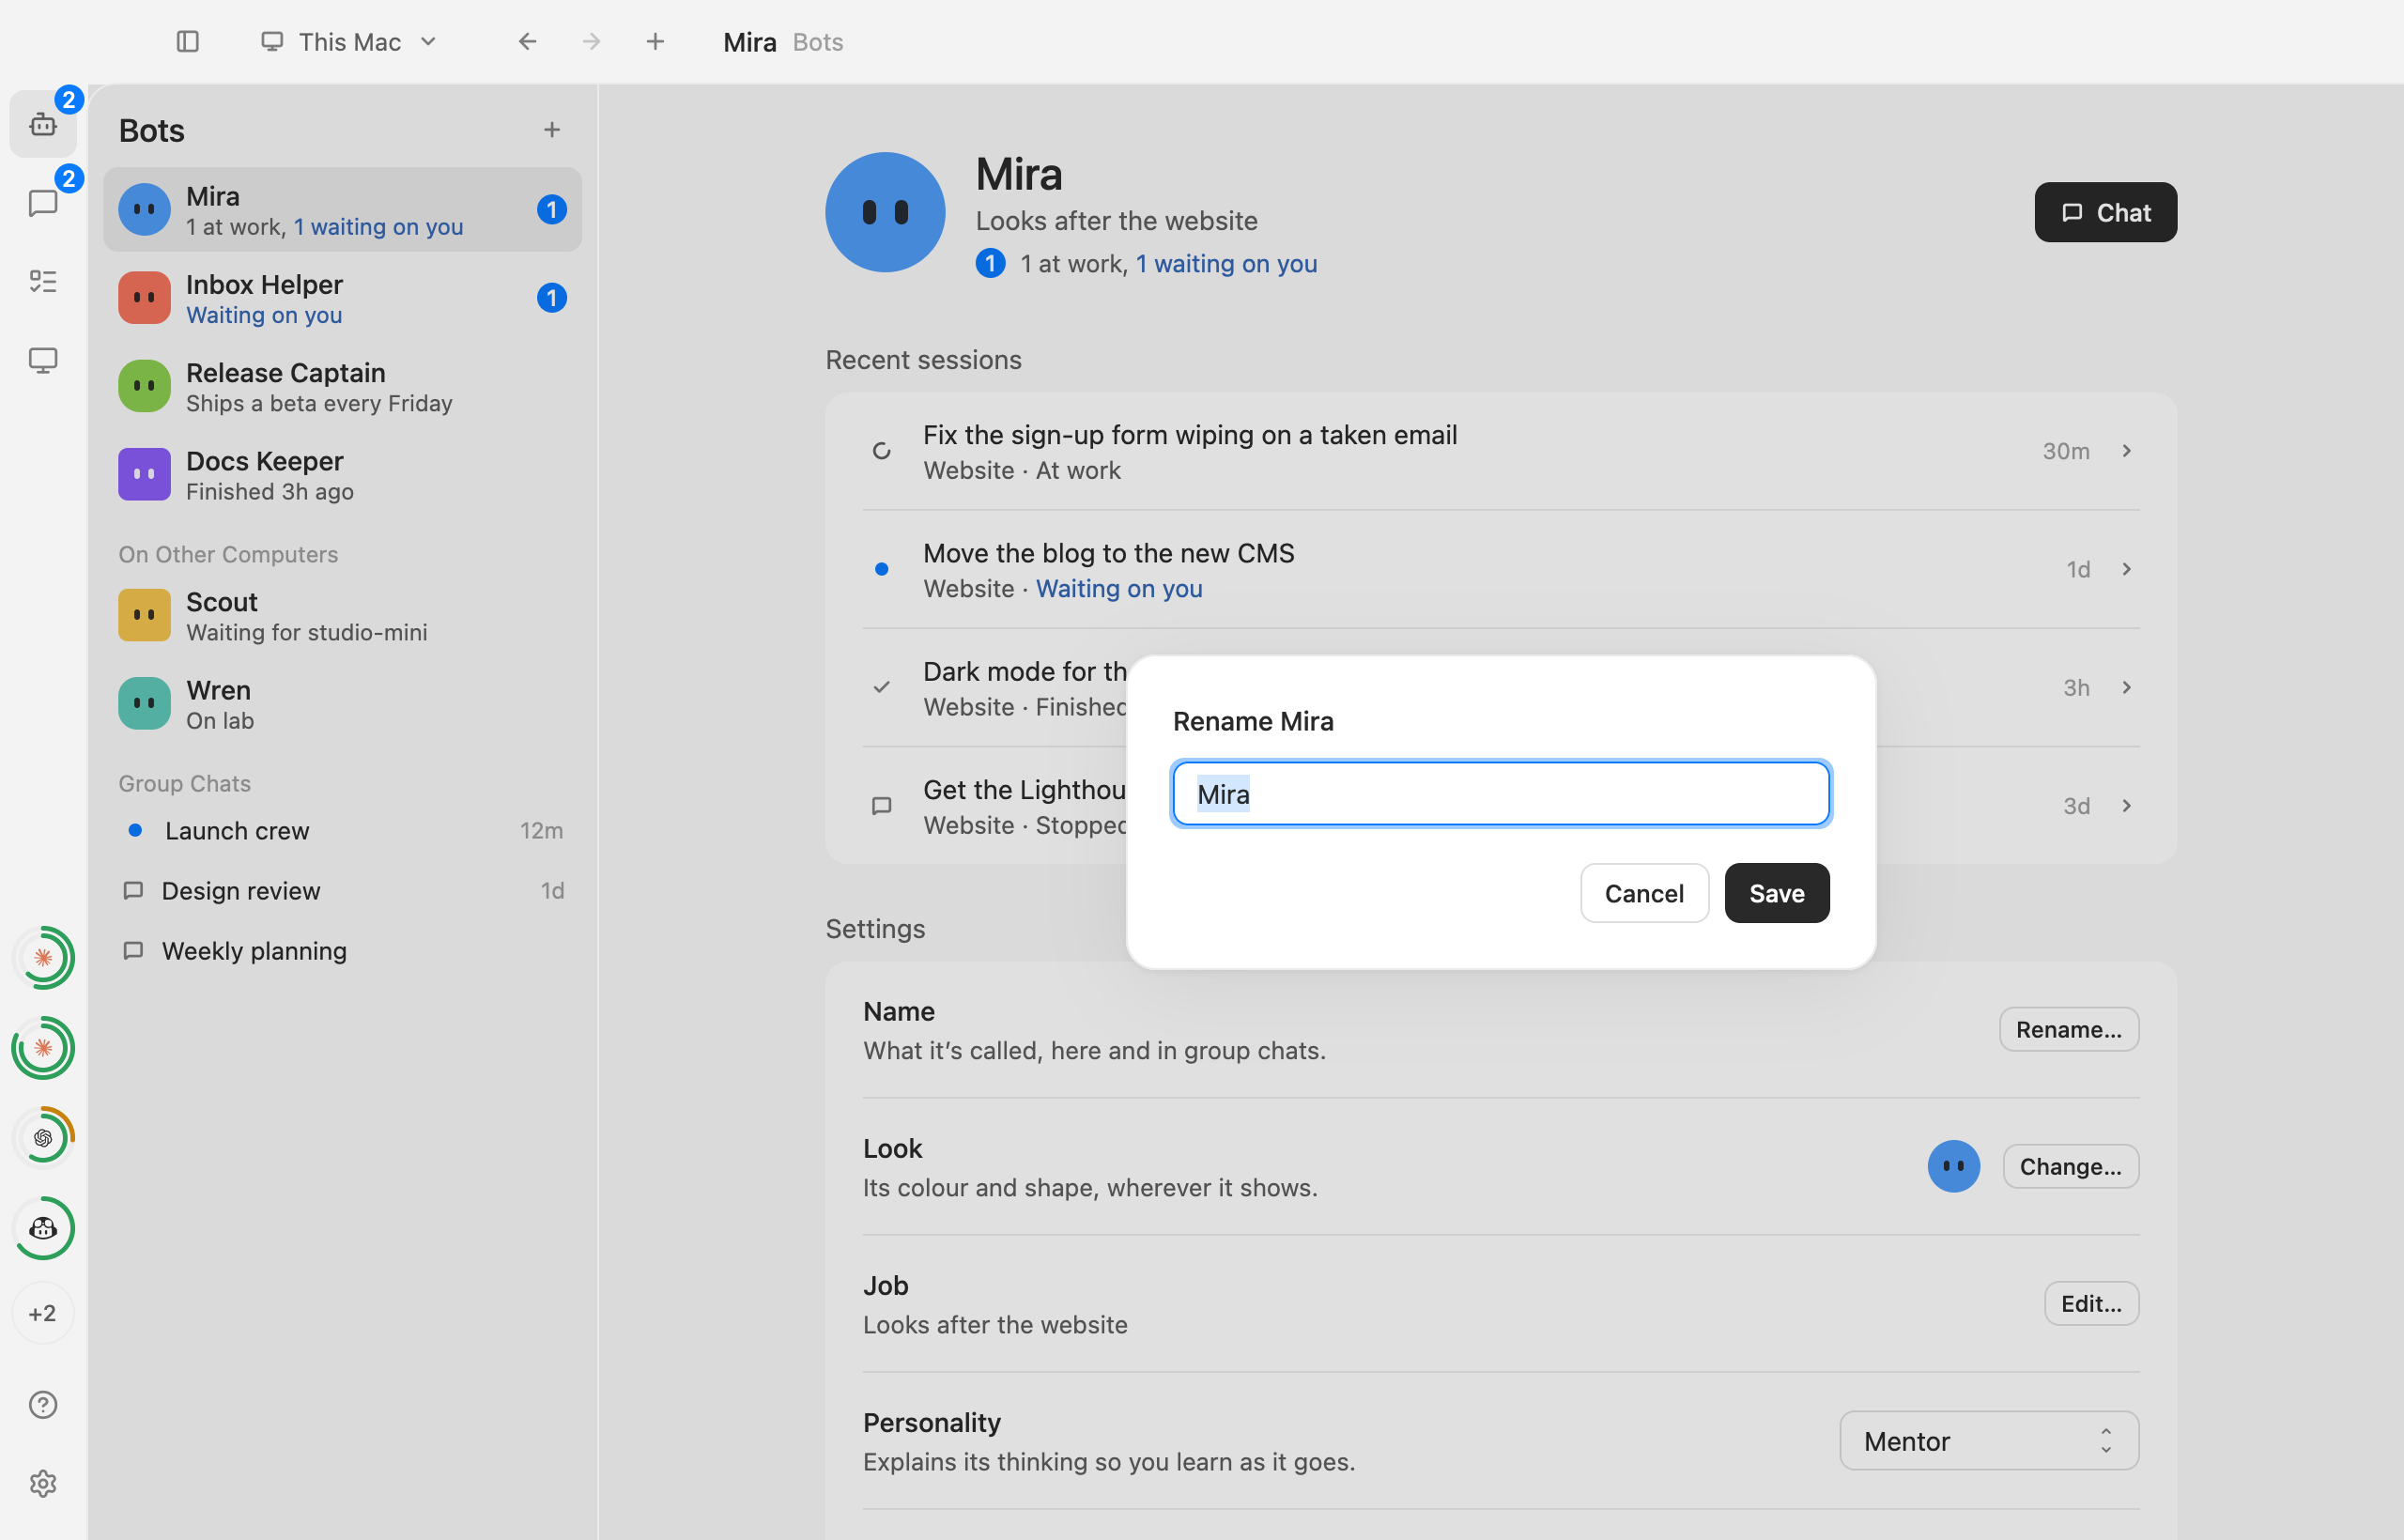 This Mac
Mira Bots
2
2
Bots
Mira
1 at work, 1 waiting on you
1
Inbox Helper
Waiting on you
1
Release Captain
Ships a beta every Friday
Docs Keeper
Finished 3h ago
On Other Computers
Scout
Waiting for studio-mini
Wren
On lab
Group Chats
Launch crew 12m
Design review 1d
Weekly planning
+2
Mira
Looks after the website
1 1 at work, 1 waiting on you
Chat
Recent sessions
Fix the sign-up form wiping on a taken email
Website · At work
30m
Move the blog to the new CMS
Website · Waiting on you
1d
Dark mode for th
Website · Finished
3h
Get the Lighthou
Website · Stopped
3d
Rename Mira
Mira
Cancel Save
Settings
Name
What it’s called, here and in group chats.
Rename...
Look
Its colour and shape, wherever it shows.
Change...
Job
Looks after the website
Edit...
Personality
Explains its thinking so you learn as it goes.
Mentor